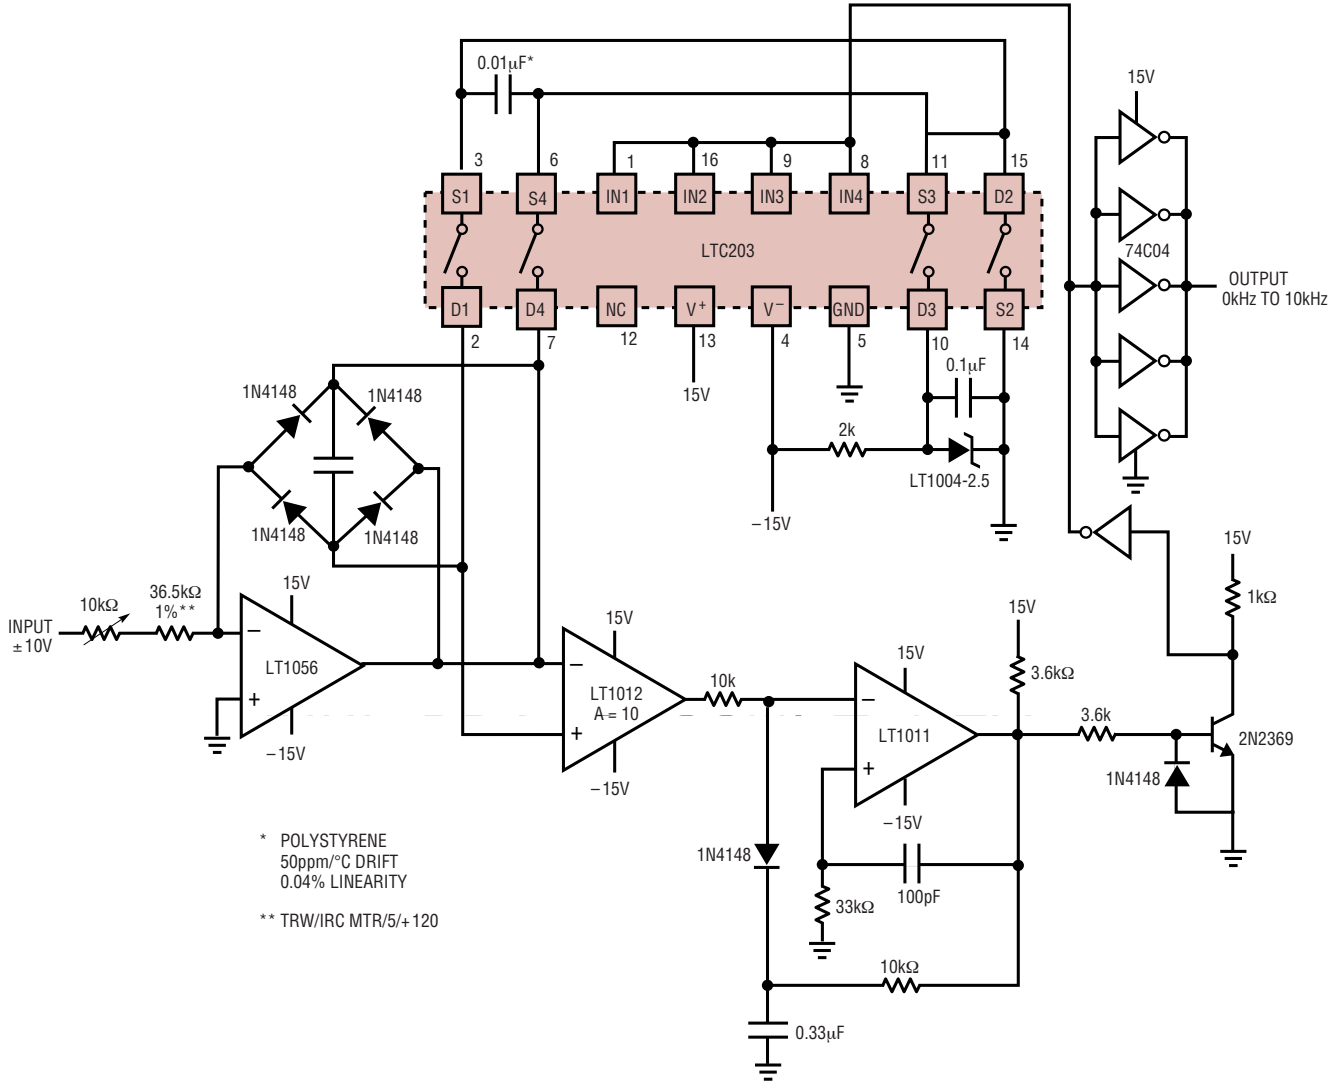 0.01µF*
15V
3
6
1
16
9
8
11
15
S1
S4
IN1
IN2
IN3
IN4
S3
D2
LTC203
74C04
OUTPUT
0kHz TO 10kHz
D1
D4
NC
V+
V−
GND
D3
S2
2
7
12
13
4
5
10
14
15V
0.1µF
2k
LT1004-2.5
−15V
1N4148
1N4148
1N4148
1N4148
INPUT
±10V
10kΩ
36.5kΩ
1%**
15V
−
+
LT1056
−15V
15V
−
+
LT1012
A = 10
−15V
10k
15V
−
+
LT1011
−15V
15V
3.6kΩ
3.6k
15V
1kΩ
2N2369
1N4148
1N4148
33kΩ
100pF
10kΩ
0.33µF
* POLYSTYRENE
50ppm/°C DRIFT
0.04% LINEARITY
** TRW/IRC MTR/5/+120